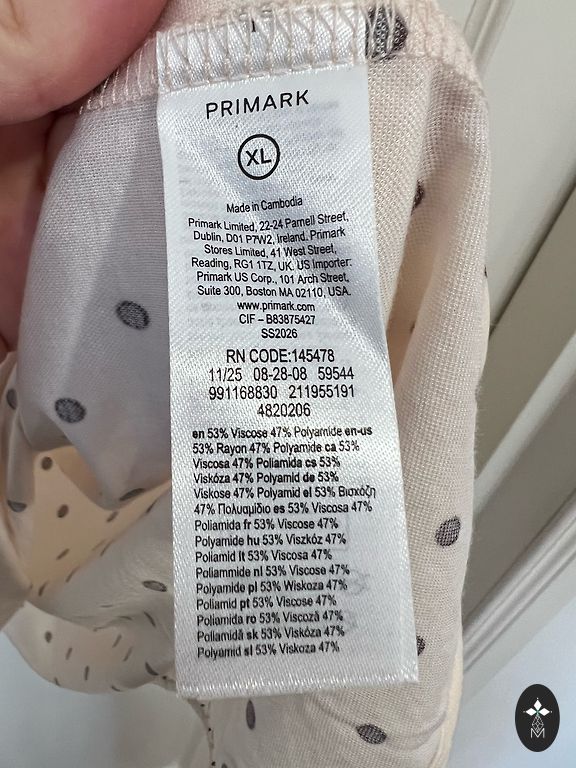 PRIMARK
XL
Made in Cambodia
Primark Limited, 22-24 Parnell Street,
Dublin, D01 P7W2, Ireland. Primark
Stores Limited, 41 West Street,
Reading, RG1 1TZ, UK. US Importer:
Primark US Corp., 101 Arch Street,
Suite 300, Boston MA 02110, USA.
www.primark.com
CIF – B83875427
SS2026
RN CODE:145478
11/25 08-28-08 59544
991168830 211955191
4820206
en 53% Viscose 47% Polyamide en-us
53% Rayon 47% Polyamide ca 53%
Viscosa 47% Poliamida cs 53%
Viskóza 47% Polyamid de 53%
Viskose 47% Polyamid el 53% Βισκόζη
47% Πολυαμίδιο es 53% Viscosa 47%
Poliamida fr 53% Viscose 47%
Polyamide hu 53% Viszkóz 47%
Poliamid it 53% Viscosa 47%
Poliammide nl 53% Viscose 47%
Polyamide pl 53% Wiskoza 47%
Poliamid pt 53% Viscose 47%
Poliamida ro 53% Viscoză 47%
Poliamidă sk 53% Viskóza 47%
Polyamid sl 53% Viskoza 47%
M